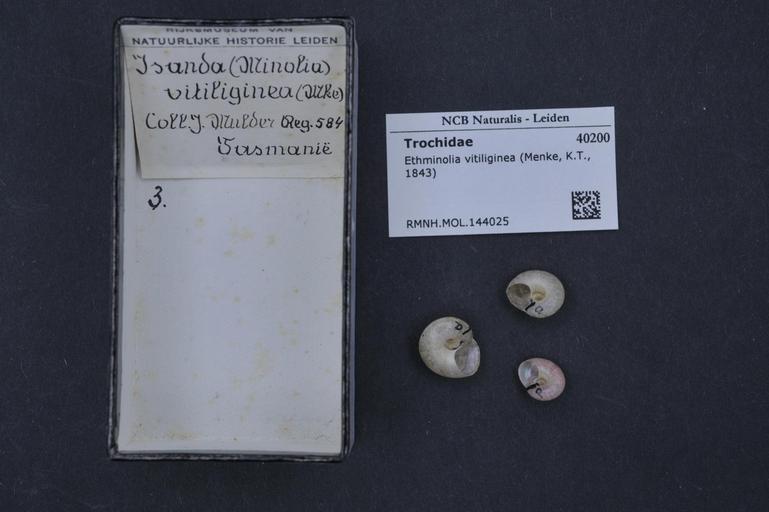 RIJKSMUSEUM VAN
NATUURLIJKE HISTORIE LEIDEN
Isanda (Minolia)
vitiliginea (Mke)
Coll J. Mulder Reg. 584
Tasmanië
3.
NCB Naturalis - Leiden
Trochidae 40200
Ethminolia vitiliginea (Menke, K.T.,
1843)
RMNH.MOL.144025